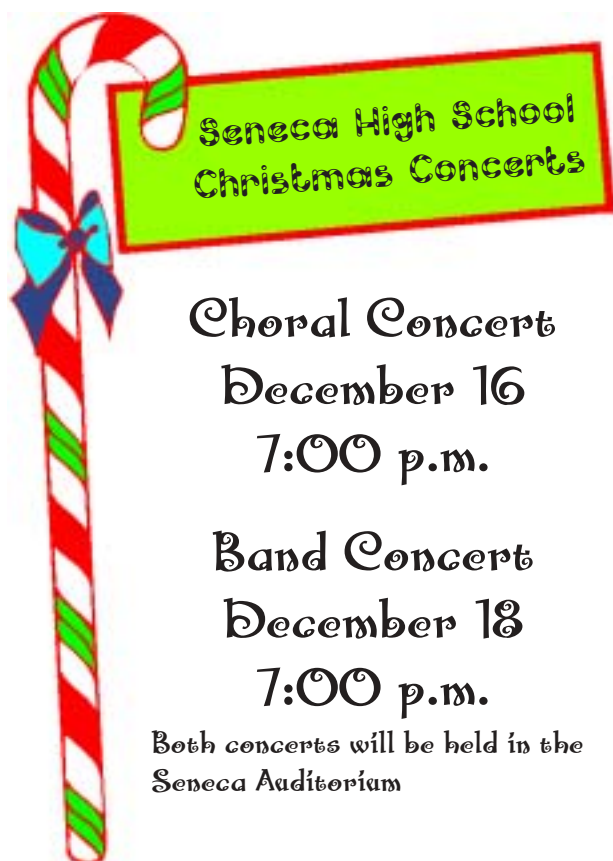 Seneca High School
Christmas Concerts
Choral Concert
December 16
7:00 p.m.
Band Concert
December 18
7:00 p.m.
Both concerts will be held in the
Seneca Auditorium